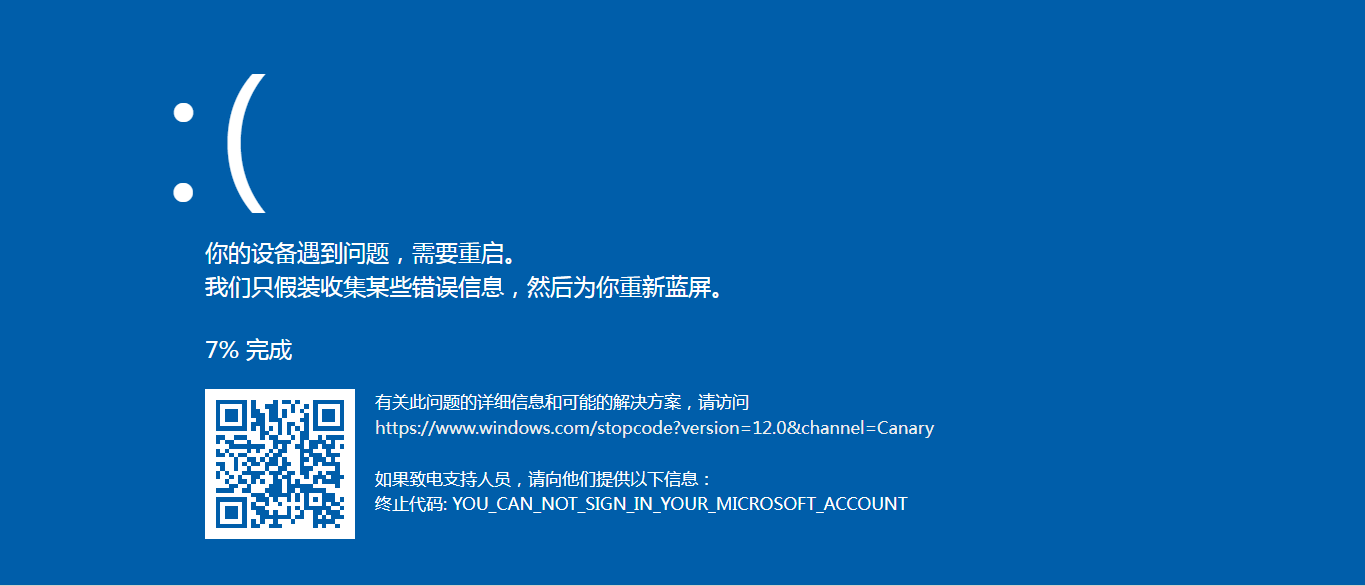 :(
你的设备遇到问题，需要重启。
我们只假装收集某些错误信息，然后为你重新蓝屏。
7% 完成
有关此问题的详细信息和可能的解决方案，请访问
https://www.windows.com/stopcode?version=12.0&channel=Canary
如果致电支持人员，请向他们提供以下信息：
终止代码: YOU_CAN_NOT_SIGN_IN_YOUR_MICROSOFT_ACCOUNT